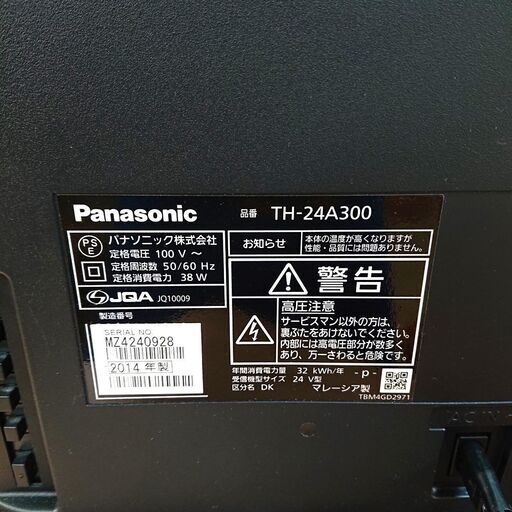 Panasonic
品番 TH-24A300
PS
E
パナソニック株式会社
定格電圧 100 V ～
定格周波数 50/60 Hz
定格消費電力 38 W
JQA JQ10009
製造番号
SERIAL NO.
MZ4240928
2014 年製
お知らせ
本体の温度が高くなりますが
性能・品質には問題ありません。
警告
高圧注意
サービスマン以外の方は、
裏ぶたをあけないでください。
内部には高電圧部分が数多く
あり、万一さわると危険です。
年間消費電力量 32 kWh/年
受信機型サイズ 24 V型
区分名 DK
-p-
マレーシア製
TBM4GD2971
AC IN